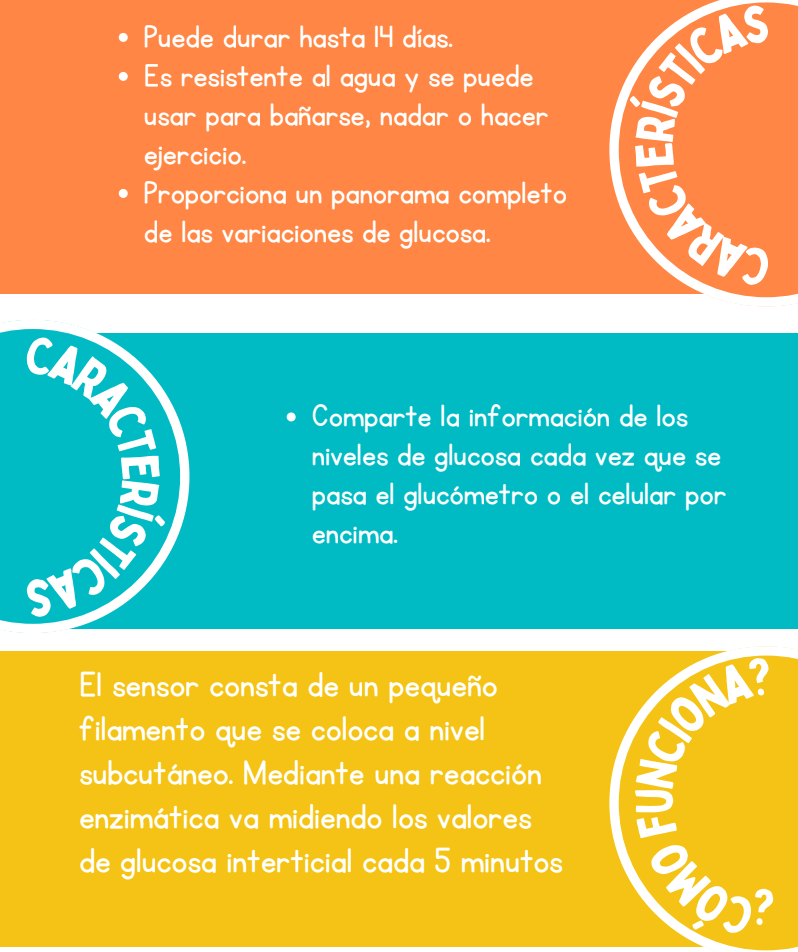 • Puede durar hasta 14 días.
• Es resistente al agua y se puede
usar para bañarse, nadar o hacer
ejercicio.
• Proporciona un panorama completo
de las variaciones de glucosa.
CARACTERÍSTICAS
CARACTERÍSTICAS
• Comparte la información de los
niveles de glucosa cada vez que se
pasa el glucómetro o el celular por
encima.
El sensor consta de un pequeño
filamento que se coloca a nivel
subcutáneo. Mediante una reacción
enzimática va midiendo los valores
de glucosa interticial cada 5 minutos
¿CÓMO FUNCIONA?